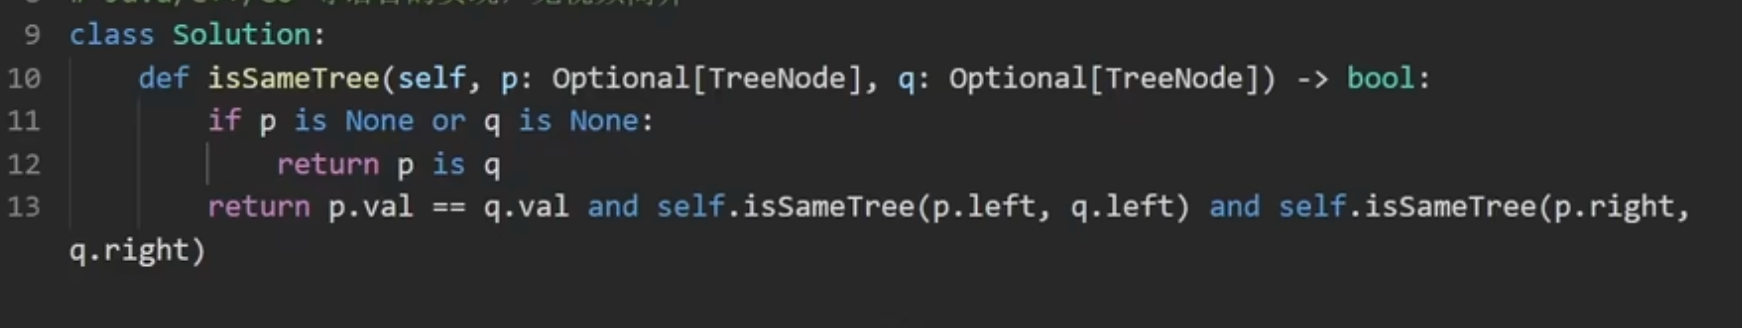 9 class Solution:
10 def isSameTree(self, p: Optional[TreeNode], q: Optional[TreeNode]) -> bool:
11 if p is None or q is None:
12 return p is q
13 return p.val == q.val and self.isSameTree(p.left, q.left) and self.isSameTree(p.right,
q.right)